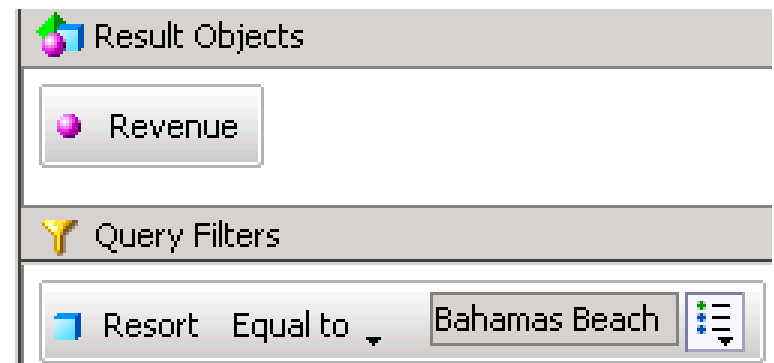 Result Objects
Revenue
Query Filters
Resort Equal to Bahamas Beach